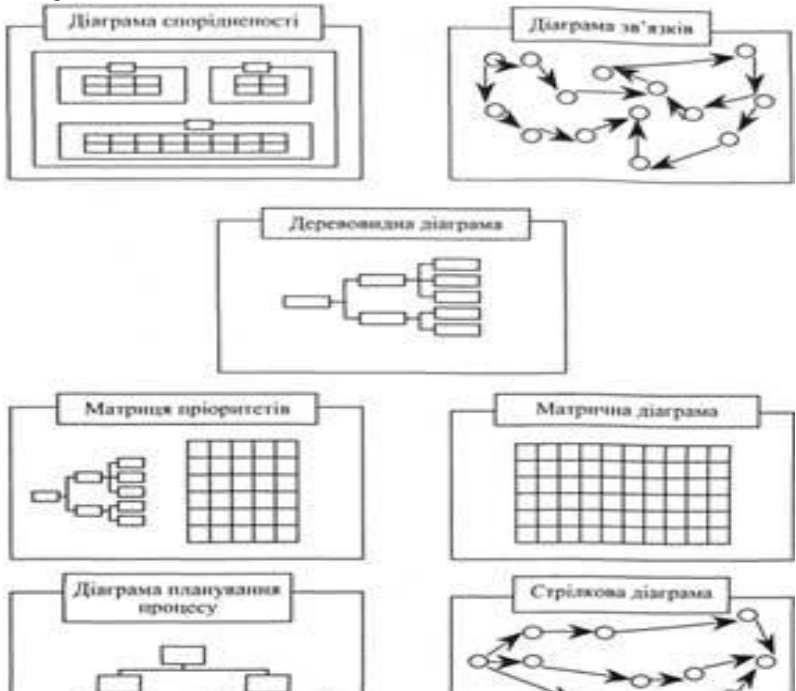 Діаграма спорідненості
Діаграма зв'язків
Деревовидна діаграма
Матриця пріоритетів
Матрична діаграма
Діаграма планування
процесу
Стрілкова діаграма